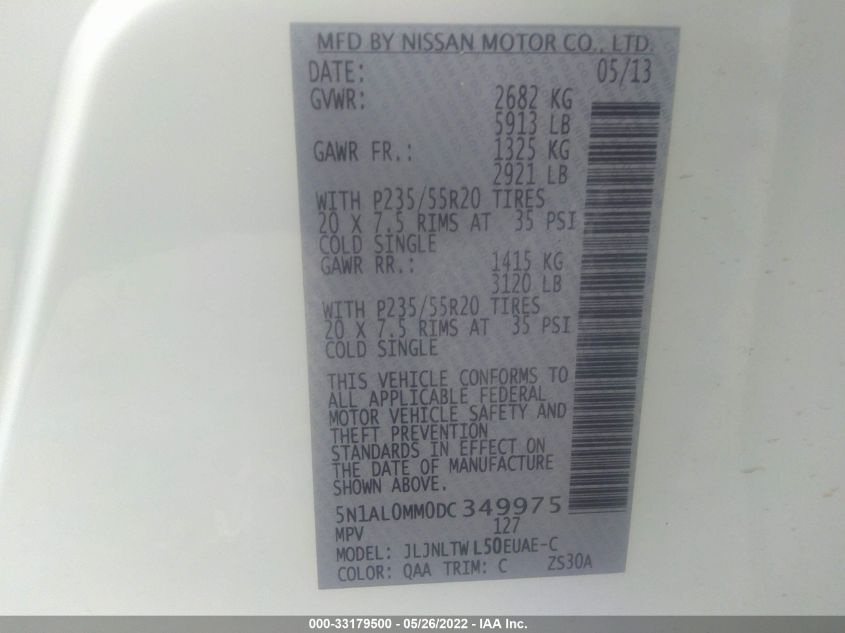 MFD BY NISSAN MOTOR CO., LTD.
DATE: 05/13
GVWR: 2682 KG
5913 LB
GAWR FR.: 1325 KG
2921 LB
WITH P235/55R20 TIRES
20 X 7.5 RIMS AT 35 PSI
COLD SINGLE
GAWR RR.: 1415 KG
3120 LB
WITH P235/55R20 TIRES
20 X 7.5 RIMS AT 35 PSI
COLD SINGLE
THIS VEHICLE CONFORMS TO
ALL APPLICABLE FEDERAL
MOTOR VEHICLE SAFETY AND
THEFT PREVENTION
STANDARDS IN EFFECT ON
THE DATE OF MANUFACTURE
SHOWN ABOVE.
5N1AL0MM0DC349975
MPV 127
MODEL: JLJNLTWL50EUAE-C
COLOR: QAA TRIM: C ZS30A
000-33179500 - 05/26/2022 - IAA Inc.